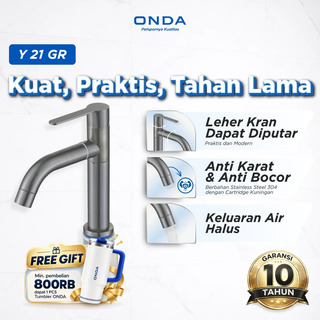 ONDA
Pelopornya Kualitas
Y 21 GR
Kuat, Praktis, Tahan Lama
Leher Kran
Dapat Diputar
Praktis dan Modern
Anti Karat
& Anti Bocor
Berbahan Stainless Steel 304
dengan Cartridge Kuningan
Keluaran Air
Halus
FREE GIFT
Min. pembelian
800RB
dapat 1 PCS
Tumbler ONDA
ONDA
GARANSI
10
TAHUN